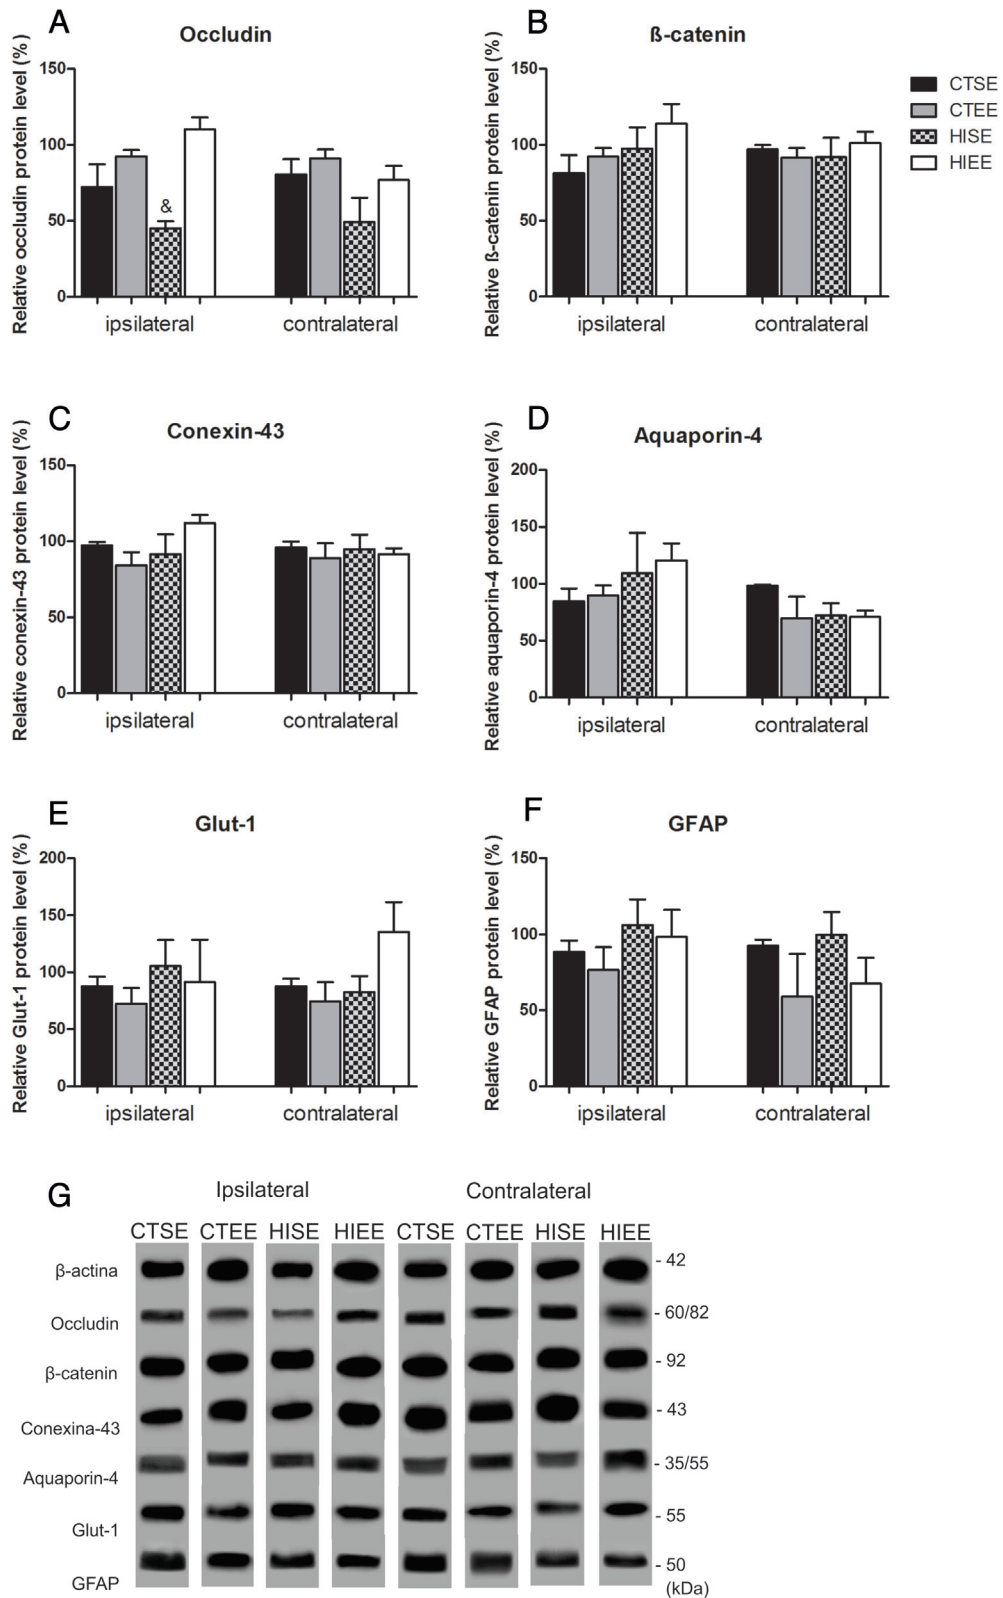 A
Occludin
Relative occludin protein level (%)
150
100
50
0
&
ipsilateral
contralateral
B
ß-catenin
Relative ß-catenin protein level (%)
150
100
50
0
ipsilateral
contralateral
CTSE
CTEE
HISE
HIEE
C
Conexin-43
Relative conexin-43 protein level (%)
150
100
50
0
ipsilateral
contralateral
D
Aquaporin-4
Relative aquaporin-4 protein level (%)
200
150
100
50
0
ipsilateral
contralateral
E
Glut-1
Relative Glut-1 protein level (%)
200
150
100
50
0
ipsilateral
contralateral
F
GFAP
Relative GFAP protein level (%)
150
100
50
0
ipsilateral
contralateral
G
Ipsilateral Contralateral
CTSE CTEE HISE HIEE CTSE CTEE HISE HIEE
β-actina - 42
Occludin - 60/82
β-catenin - 92
Conexina-43 - 43
Aquaporin-4 - 35/55
Glut-1 - 55
GFAP - 50
(kDa)